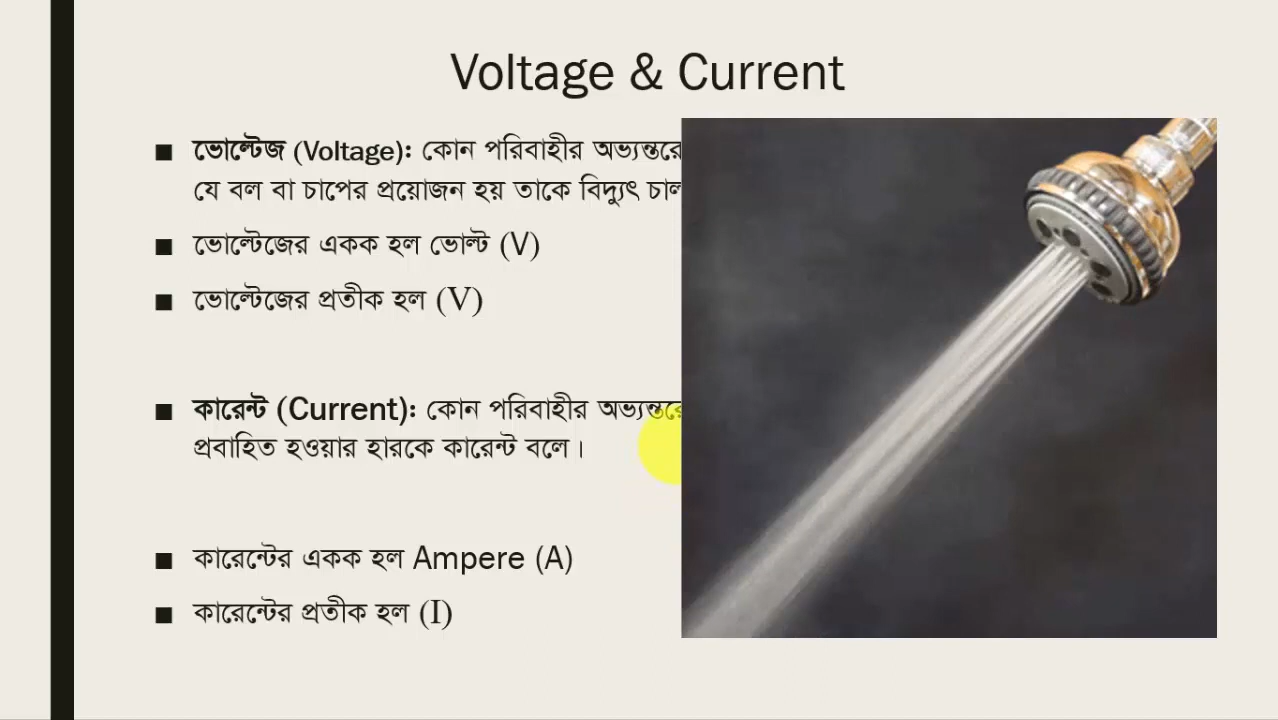 Voltage & Current
■ ভোল্টেজ (Voltage): কোন পরিবাহীর অভ্যন্তরে
যে বল বা চাপের প্রয়োজন হয় তাকে বিদ্যুৎ
■ ভোল্টেজের একক হল ভোল্ট (V)
■ ভোল্টেজের প্রতীক হল (V)
■ কারেন্ট (Current): কোন পরিবাহীর অভ্যন্তরে
প্রবাহিত হওয়ার হারকে কারেন্ট বলে।
■ কারেন্টের একক হল Ampere (A)
■ কারেন্টের প্রতীক হল (I)